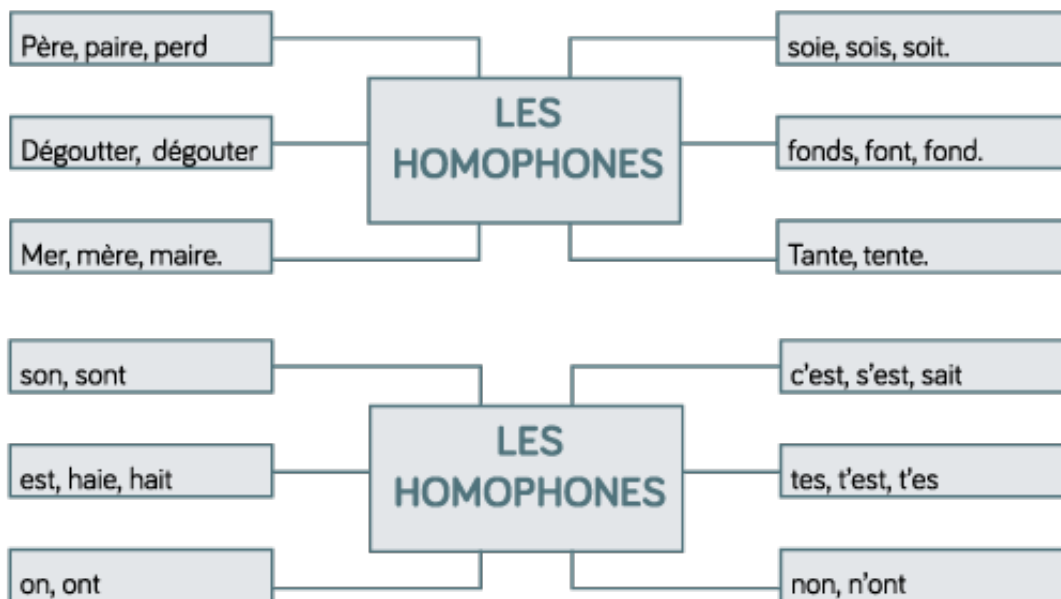 Père, paire, perd
soie, sois, soit.
LES
HOMOPHONES
Dégoutter, dégouter
fonds, font, fond.
Mer, mère, maire.
Tante, tente.
son, sont
c'est, s'est, sait
LES
HOMOPHONES
est, haie, hait
tes, t'est, t'es
on, ont
non, n'ont